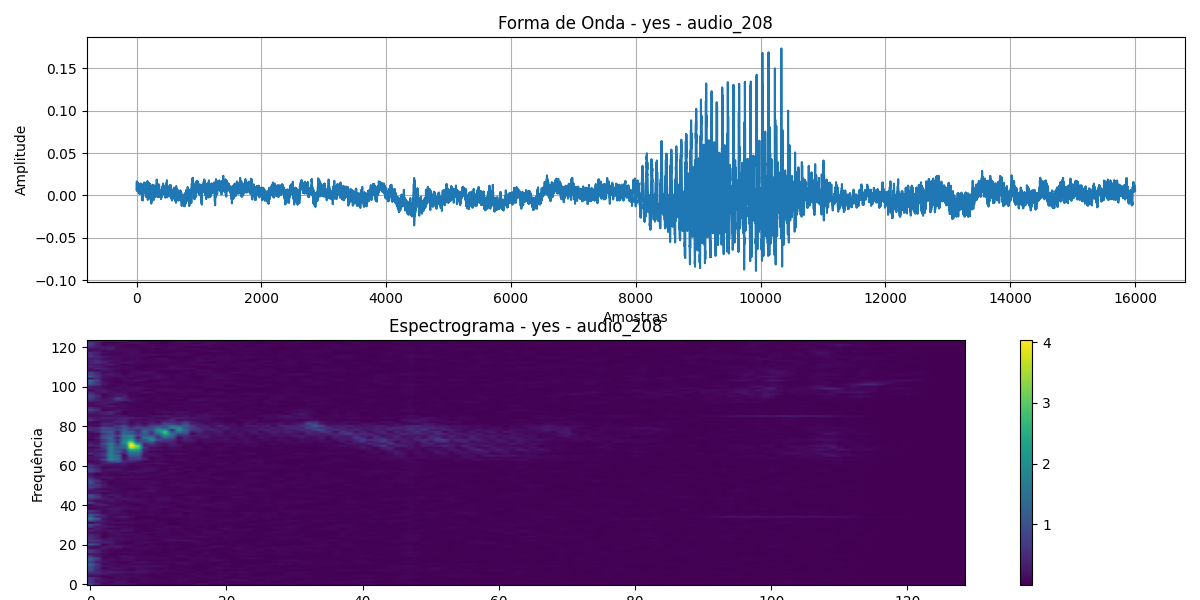 Forma de Onda - yes - audio_208
0.15
0.10
0.05
0.00
−0.05
−0.10
Amplitude
0 2000 4000 6000 8000 10000 12000 14000 16000
Amostras
Espectrograma - yes - audio_208
120
100
80
60
40
20
0
Frequência
4
3
2
1
0 20 40 60 80 100 120